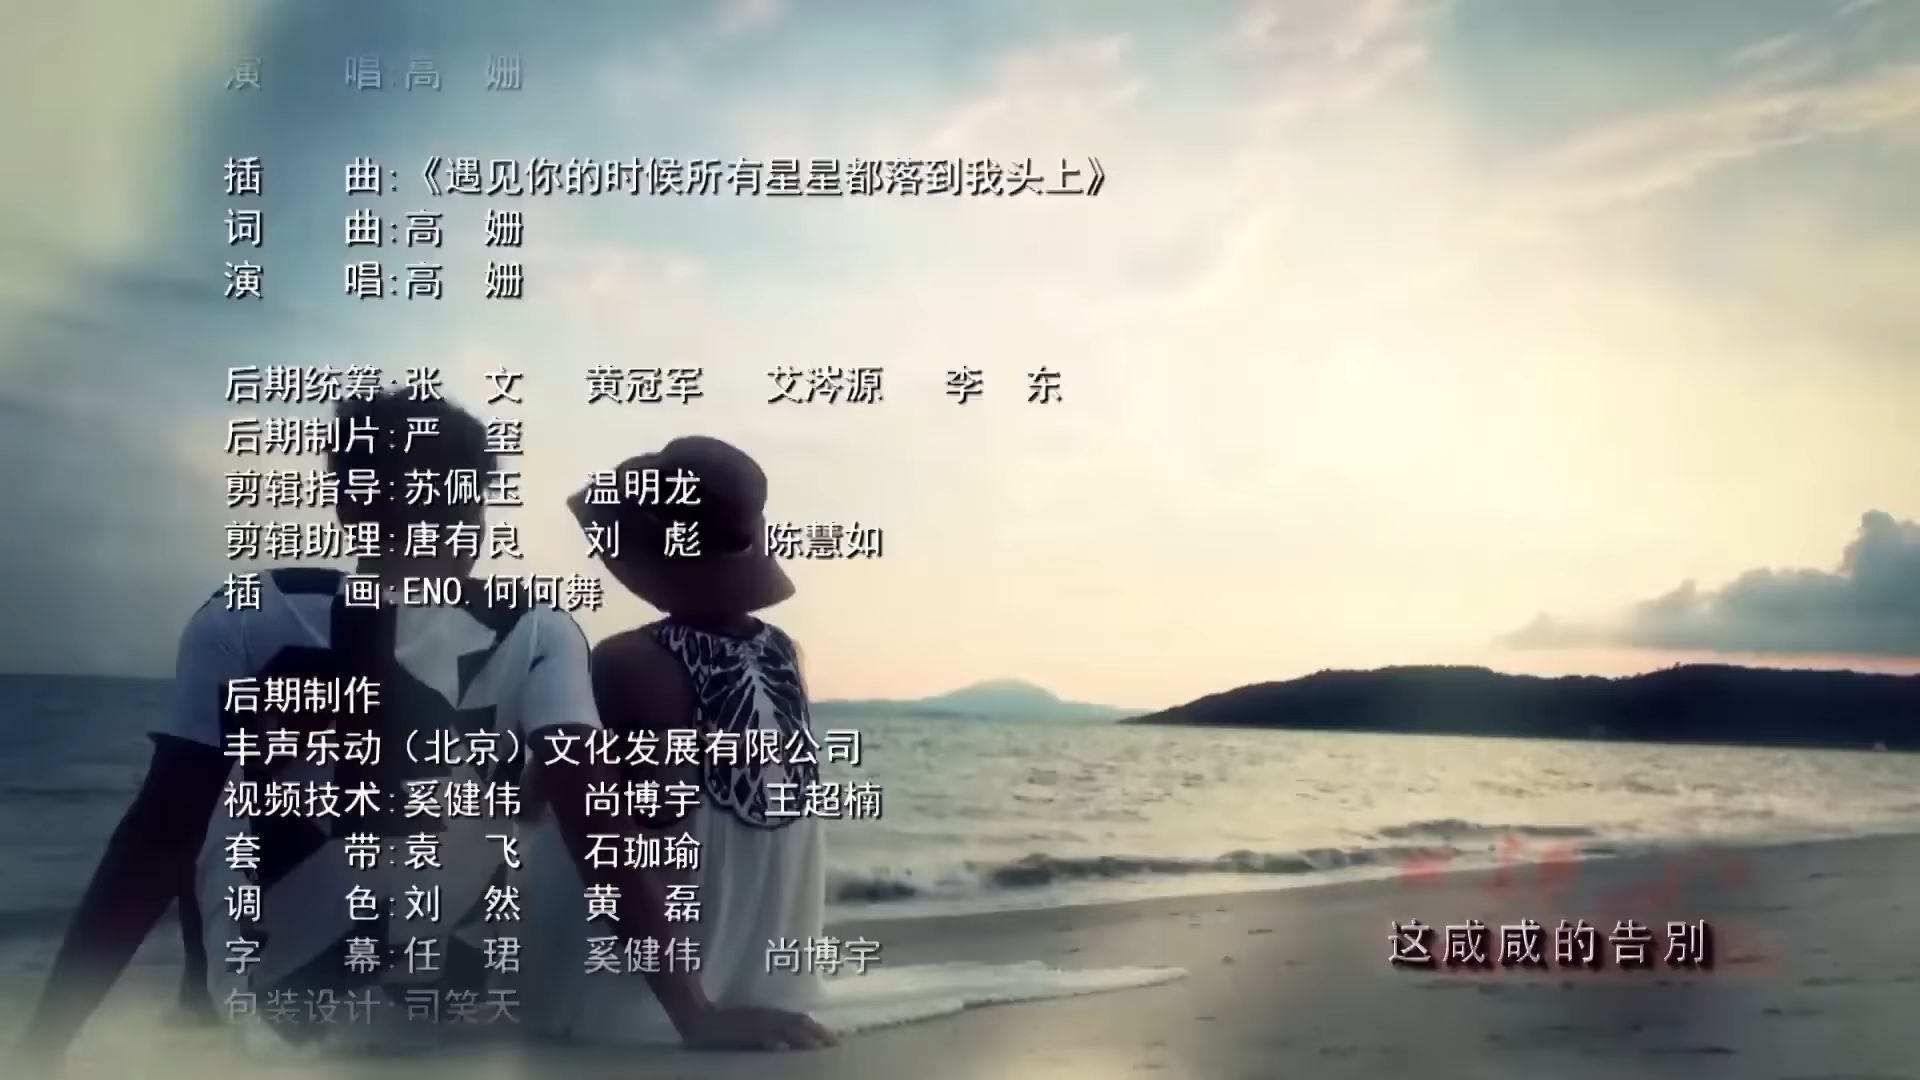 演 唱:高 姗
插 曲:《遇见你的时候所有星星都落到我头上》
词 曲:高 姗
演 唱:高 姗
后期统筹:张 文 黄冠军 艾涔源 李 东
后期制片:严 玺
剪辑指导:苏佩玉 温明龙
剪辑助理:唐有良 刘 彪 陈慧如
插 画:ENO.何何舞
后期制作
丰声乐动（北京）文化发展有限公司
视频技术:奚健伟 尚博宇 王超楠
套 带:袁 飞 石珈瑜
调 色:刘 然 黄 磊
字 幕:任 珺 奚健伟 尚博宇
包装设计:司笑天
这咸咸的告别